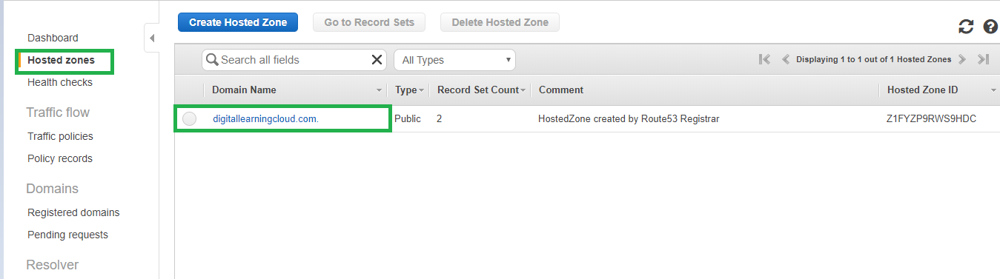 Create Hosted Zone
Go to Record Sets
Delete Hosted Zone
Dashboard
Hosted zones
Health checks
Traffic flow
Traffic policies
Policy records
Domains
Registered domains
Pending requests
Resolver
Search all fields
All Types
Displaying 1 to 1 out of 1 Hosted Zones
Domain Name Type Record Set Count Comment Hosted Zone ID
digitallearningcloud.com. Public 2 HostedZone created by Route53 Registrar Z1FYZP9RWS9HDC